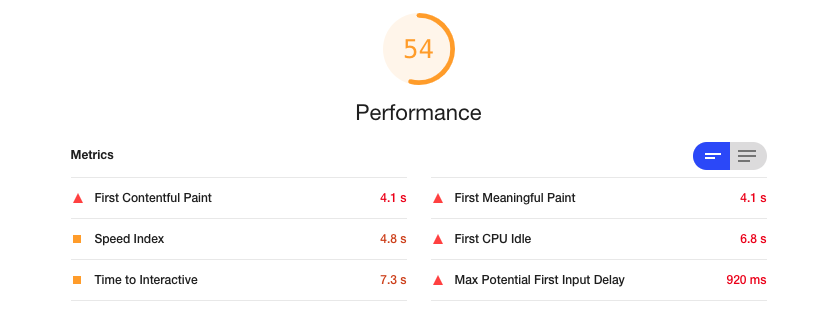 54
Performance
Metrics
First Contentful Paint 4.1 s
First Meaningful Paint 4.1 s
Speed Index 4.8 s
First CPU Idle 6.8 s
Time to Interactive 7.3 s
Max Potential First Input Delay 920 ms